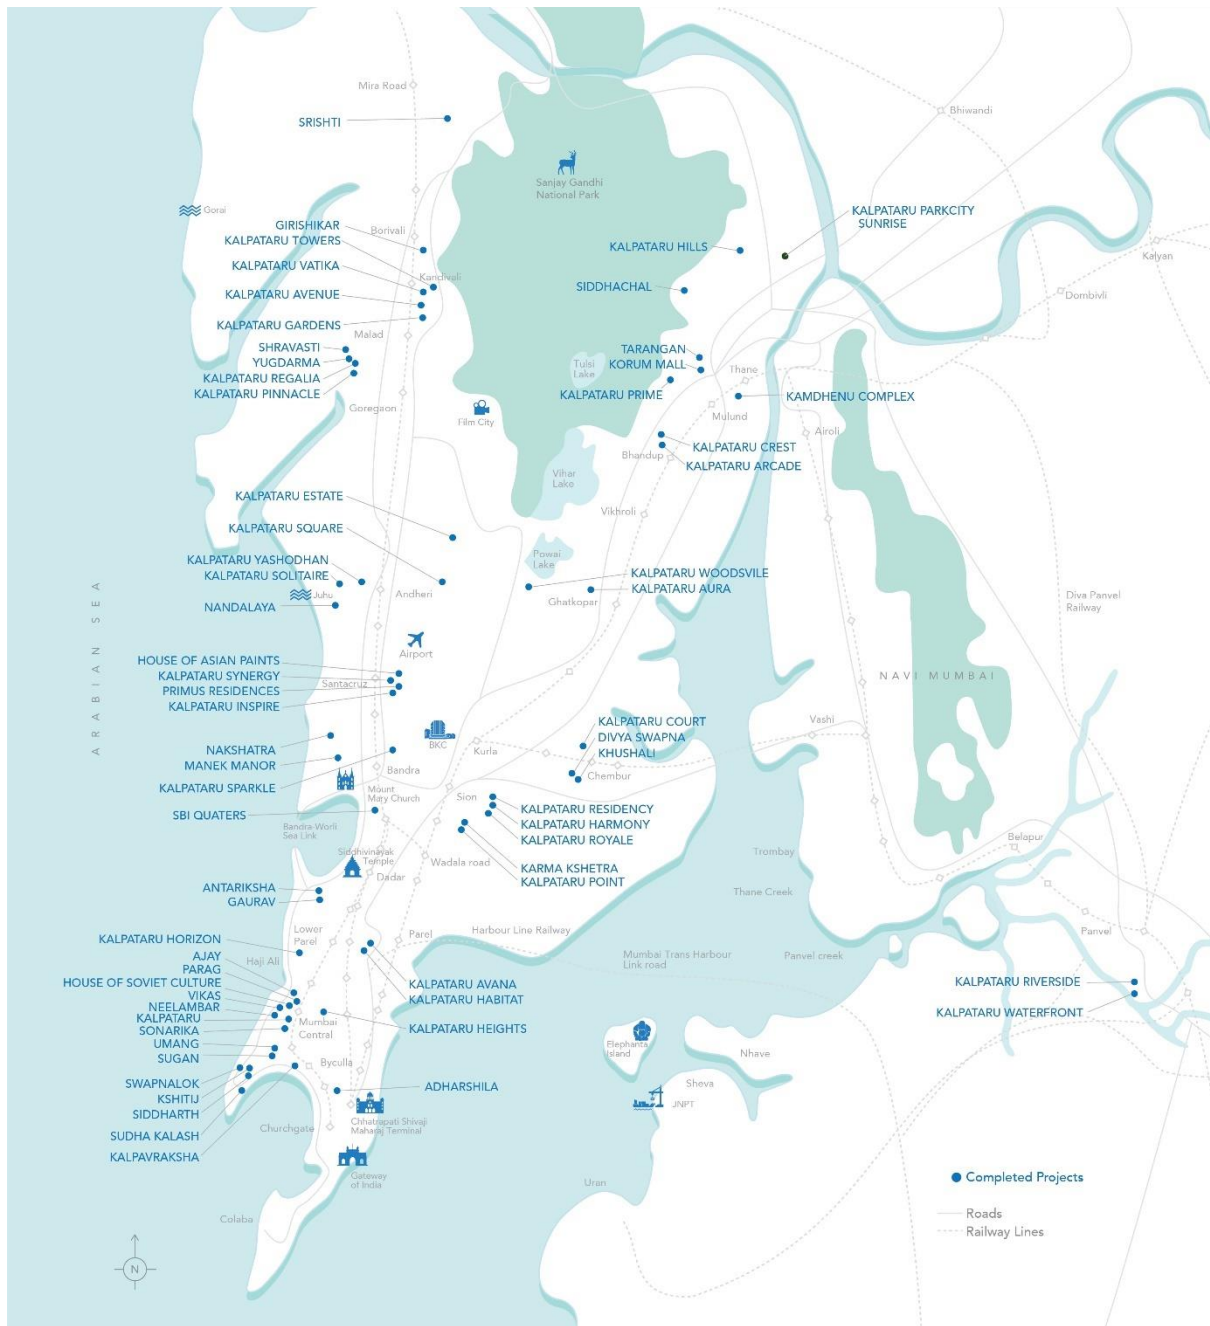 Mira Road
Bhiwandi
SRISHTI
Sanjay Gandhi
National Park
Gorai
KALPATARU PARKCITY
SUNRISE
GIRISHIKAR
Borivali
KALPATARU TOWERS
KALPATARU HILLS
Kalyan
KALPATARU VATIKA
Kandivali
SIDDHACHAL
KALPATARU AVENUE
Dombivli
KALPATARU GARDENS
Malad
SHRAVASTI
TARANGAN
YUGDARMA
KORUM MALL
Tulsi
Lake
Thane
KALPATARU REGALIA
KALPATARU PINNACLE
KALPATARU PRIME
KAMDHENU COMPLEX
Goregaon
Mulund
Film City
Airoli
KALPATARU CREST
Bhandup
KALPATARU ARCADE
Vihar
Lake
KALPATARU ESTATE
Vikhroli
KALPATARU SQUARE
Powai
Lake
KALPATARU YASHODHAN
KALPATARU SOLITAIRE
KALPATARU WOODSVILE
KALPATARU AURA
Juhu
Andheri
Ghatkopar
NANDALAYA
Diva Panvel
Railway
ARABIAN SEA
Airport
HOUSE OF ASIAN PAINTS
KALPATARU SYNERGY
Santacruz
PRIMUS RESIDENCES
KALPATARU INSPIRE
NAVI MUMBAI
KALPATARU COURT
Vashi
DIVYA SWAPNA
KHUSHALI
NAKSHATRA
BKC
Kurla
MANEK MANOR
Bandra
Chembur
KALPATARU SPARKLE
Mount
Mary Church
Sion
KALPATARU RESIDENCY
SBI QUATERS
KALPATARU HARMONY
Bandra-Worli
Sea Link
KALPATARU ROYALE
Belapur
Siddhivinayak
Temple
Wadala road
KARMA KSHETRA
KALPATARU POINT
Trombay
Dadar
ANTARIKSHA
GAURAV
Thane Creek
Lower
Parel
Parel
Harbour Line Railway
Panvel
KALPATARU HORIZON
AJAY
Haji Ali
PARAG
HOUSE OF SOVIET CULTURE
VIKAS
NEELAMBAR
KALPATARU
SONARIKA
UMANG
SUGAN
Mumbai Trans Harbour
Link road
Panvel creek
KALPATARU AVANA
KALPATARU HABITAT
KALPATARU RIVERSIDE
KALPATARU WATERFRONT
Mumbai
Central
KALPATARU HEIGHTS
Elephanta
Island
Nhave
Byculla
SWAPNALOK
KSHITIJ
SIDDHARTH
ADHARSHILA
Sheva
JNPT
SUDHA KALASH
KALPAVRAKSHA
Churchgate
Chhatrapati Shivaji
Maharaj Terminal
Gateway
of India
Uran
Colaba
Completed Projects
Roads
Railway Lines
N